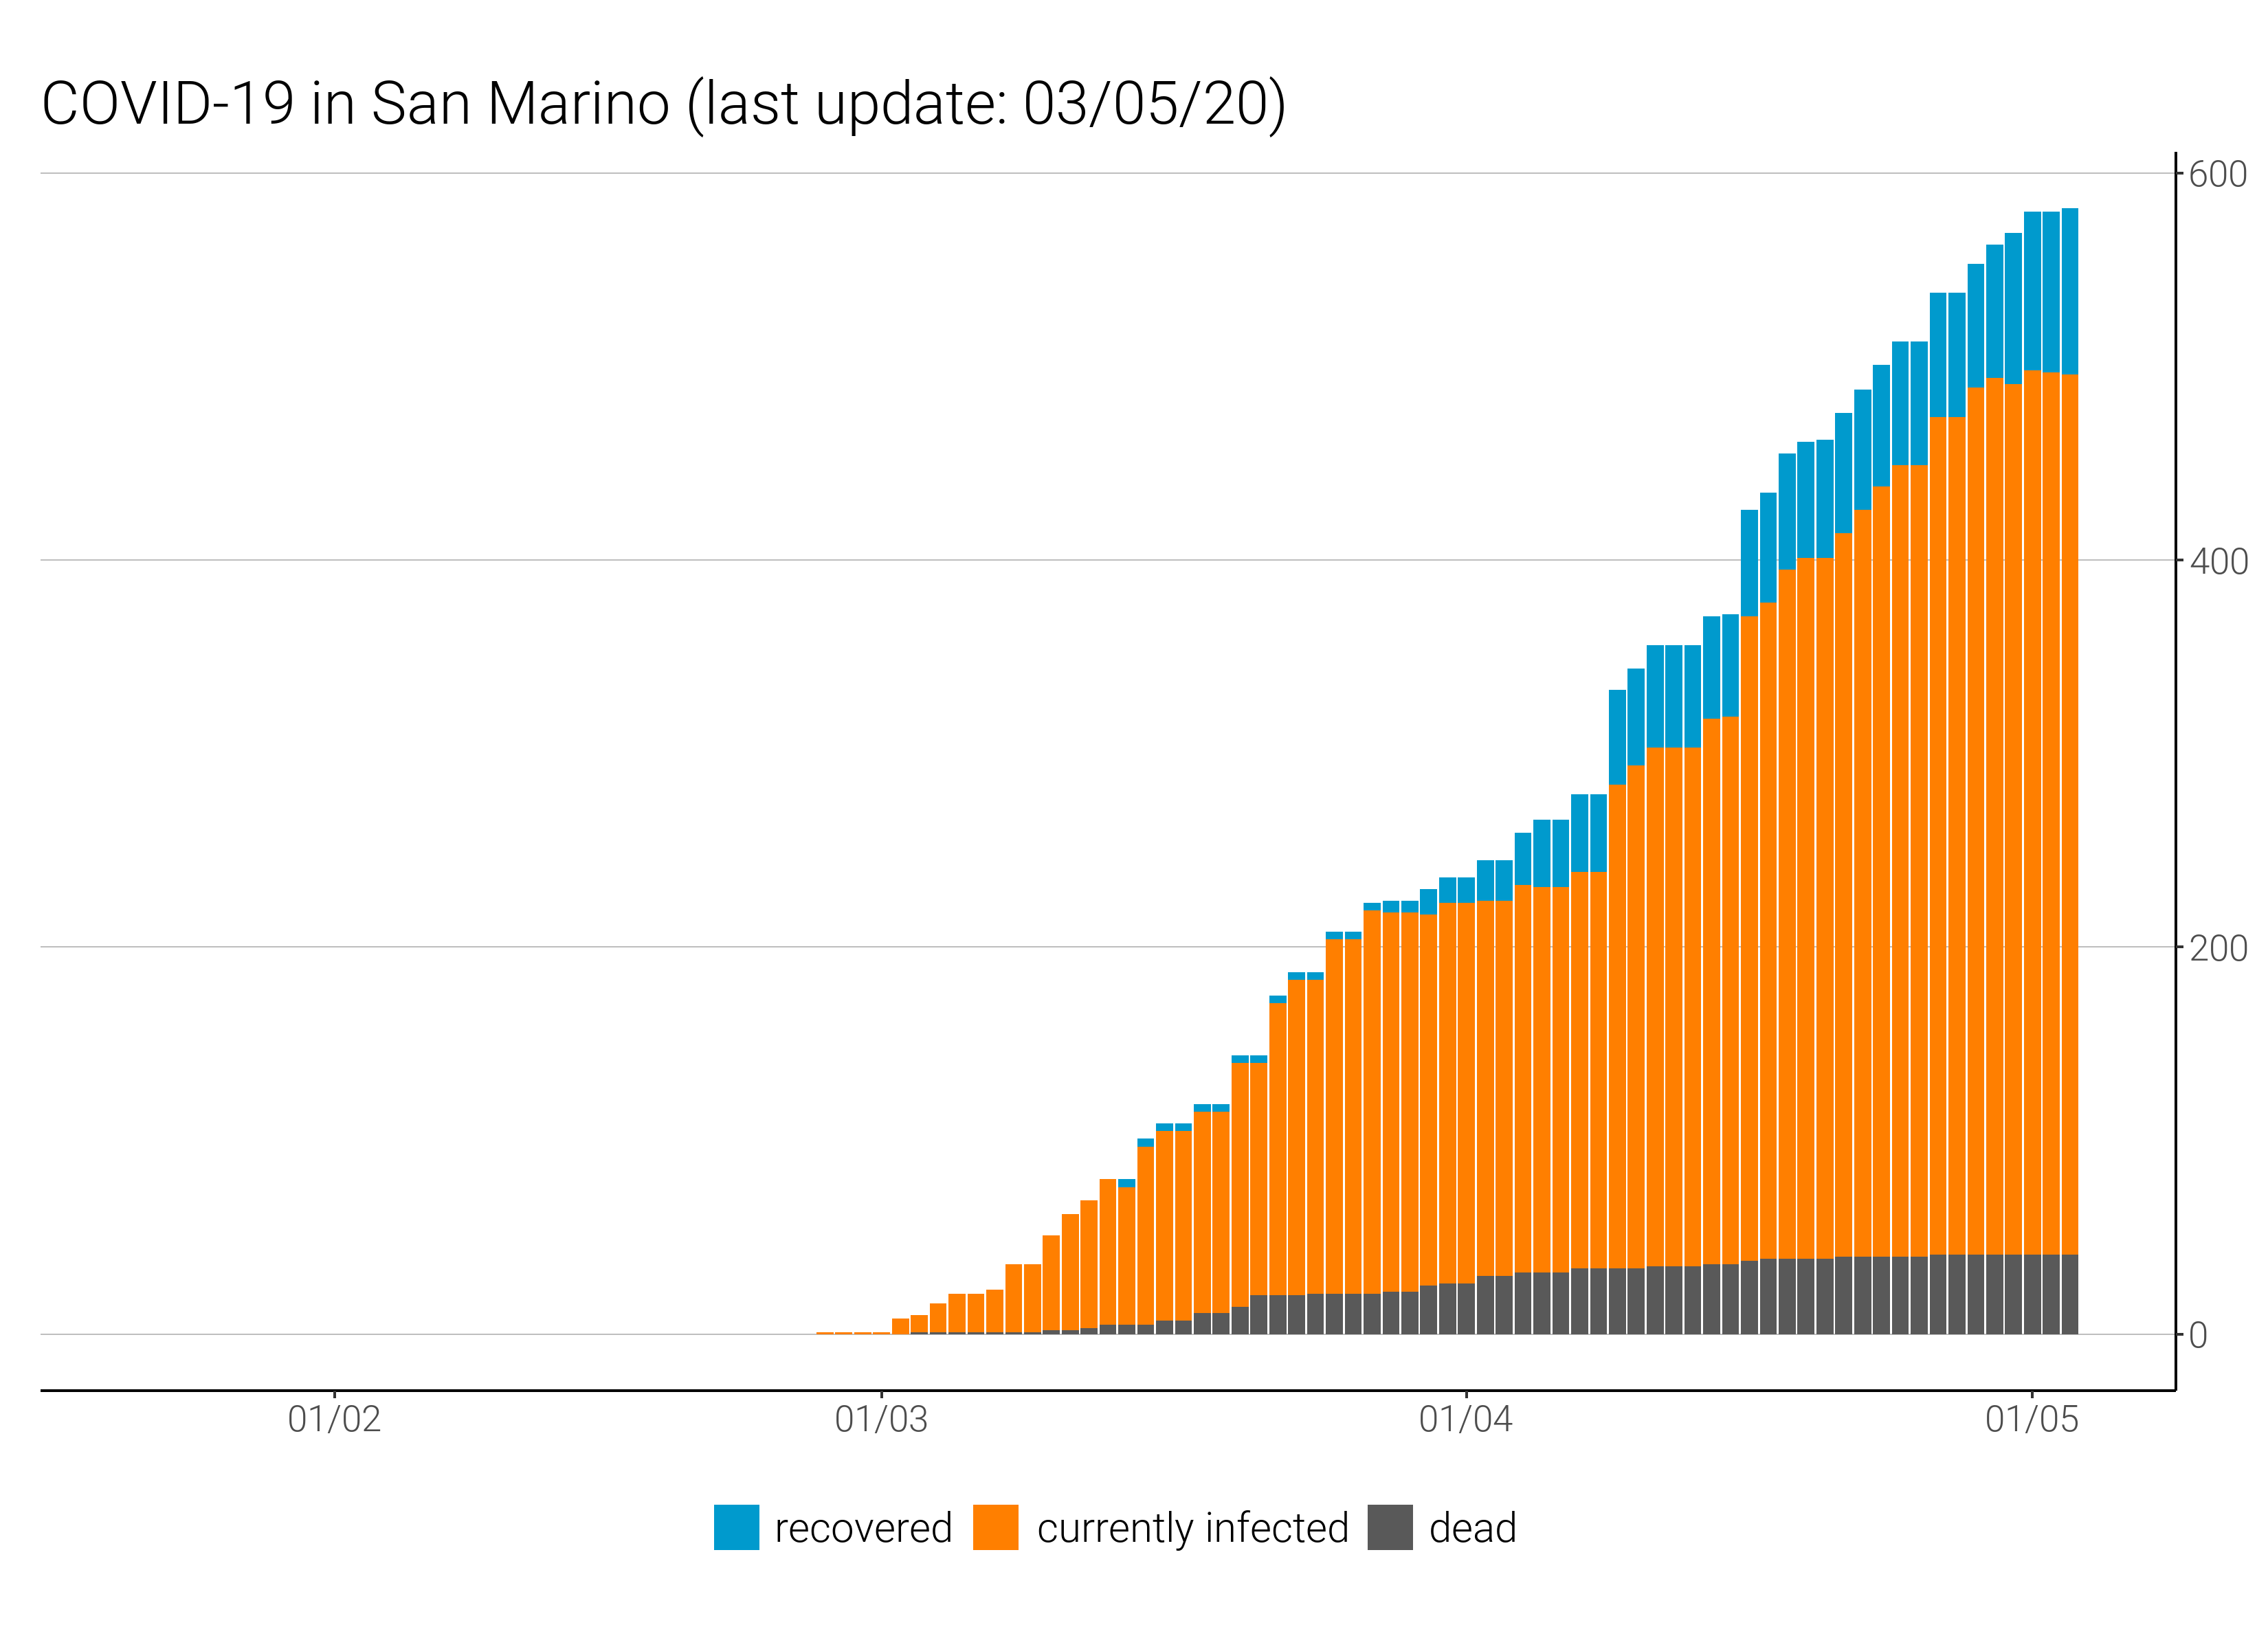 COVID-19 in San Marino (last update: 03/05/20)
600
400
200
0
01/02 01/03 01/04 01/05
recovered currently infected dead